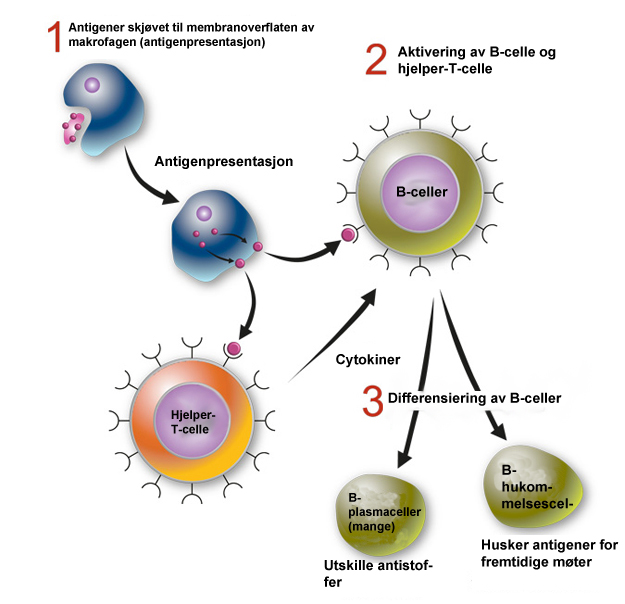 1 Antigener skjøvet til membranoverflaten av
makrofagen (antigenpresentasjon)
2 Aktivering av B-celle og
hjelper-T-celle
Antigenpresentasjon
B-celler
Cytokiner
Hjelper-
T-celle
3 Differensiering av B-celler
B-
plasmaceller
(mange)
Utskille antistof-
fer
B-
hukom-
mmelsescel-
Husker antigener for
fremtidige møter